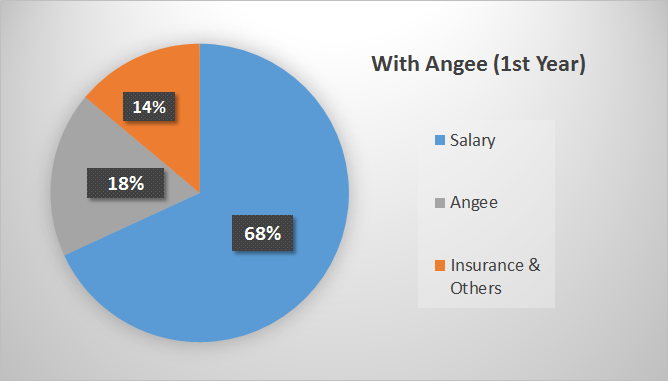 With Angee (1st Year)
14%
18%
68%
Salary
Angee
Insurance &
Others